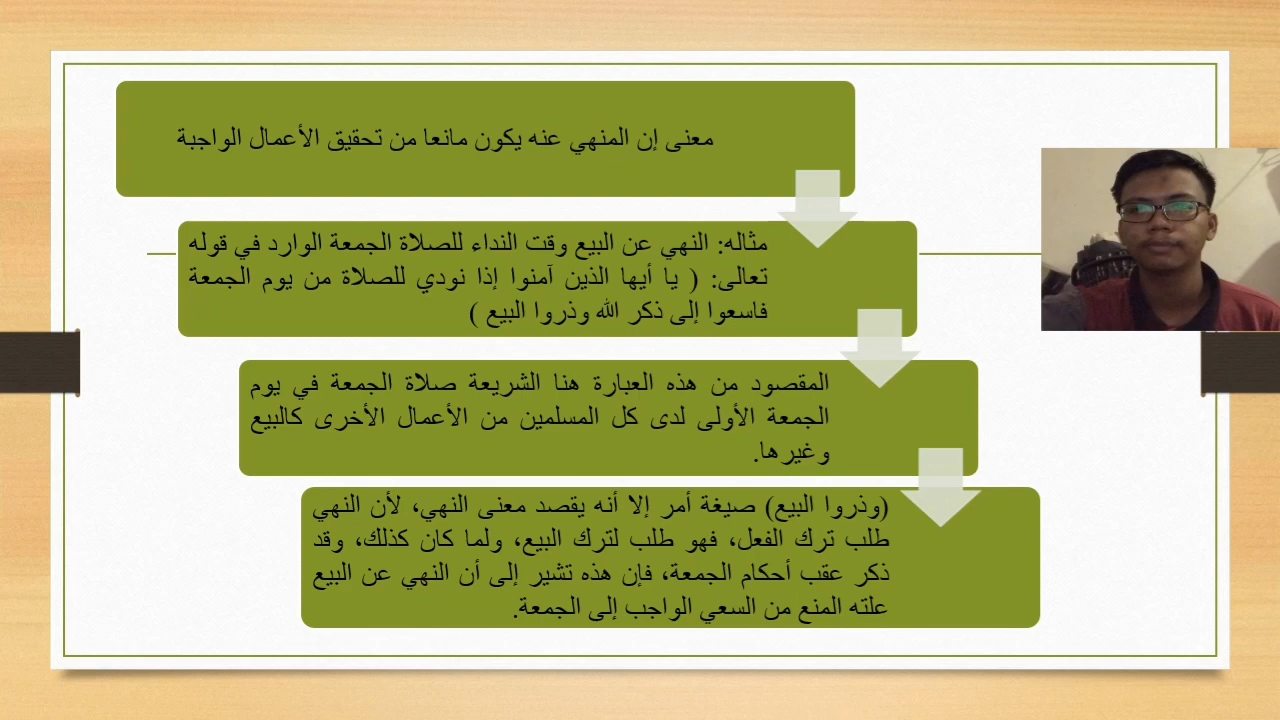 معنى إن المنهي عنه يكون مانعا من تحقيق الأعمال الواجبة
مثاله: النهي عن البيع وقت النداء للصلاة الجمعة الوارد في قوله
تعالى: ( يا أيها الذين آمنوا إذا نودي للصلاة من يوم الجمعة
فاسعوا إلى ذكر الله وذروا البيع )
المقصود من هذه العبارة هنا الشريعة صلاة الجمعة في يوم
الجمعة الأولى لدى كل المسلمين من الأعمال الأخرى كالبيع
وغيرها.
(وذروا البيع) صيغة أمر إلا أنه يقصد معنى النهي، لأن النهي
طلب ترك الفعل، فهو طلب لترك البيع، ولما كان كذلك، وقد
ذكر عقب أحكام الجمعة، فإن هذه تشير إلى أن النهي عن البيع
علته المنع من السعي الواجب إلى الجمعة.